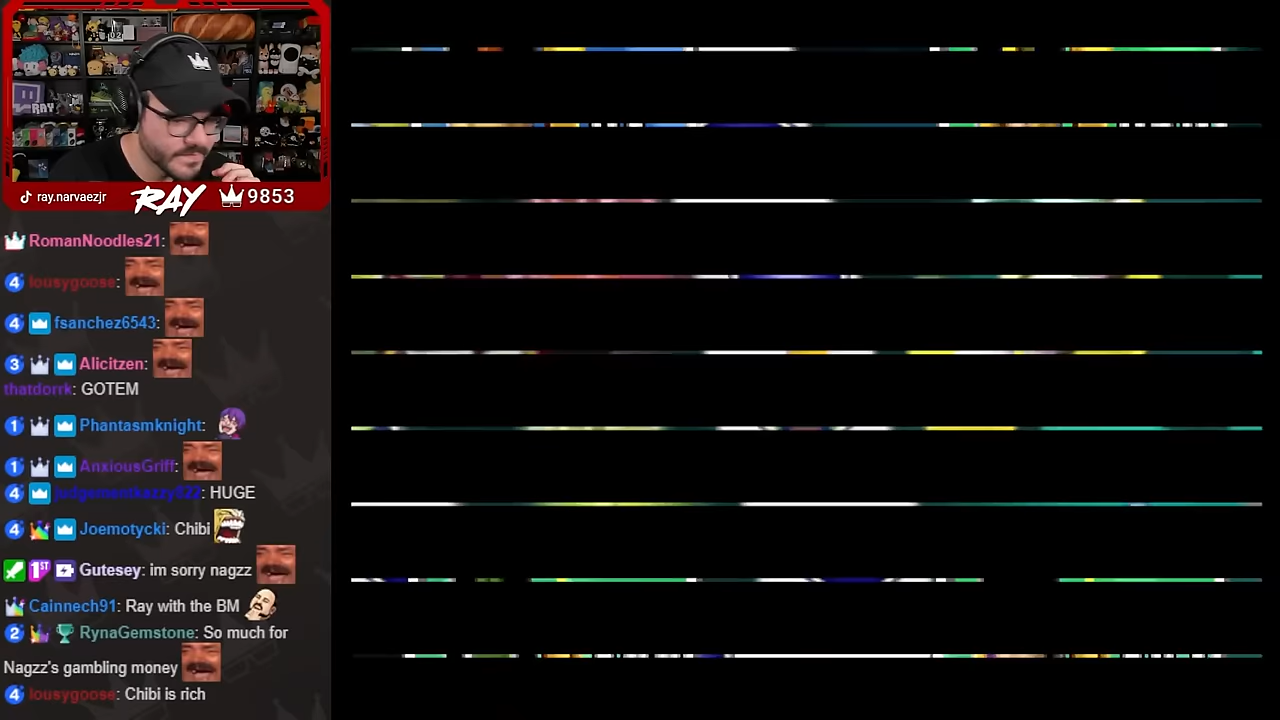 ray.narvaezjr RAY 9853
RomanNoodles21:
lousygoose:
fsanchez6543:
Alicitzen:
thatdorrk: GOTEM
Phantasmknight:
AnxiousGriff:
judgementkazzy822: HUGE
Joemotycki: Chibi
Gutesey: im sorry nagzz
Cainnech91: Ray with the BM
RynaGemstone: So much for
Nagzz's gambling money
lousygoose: Chibi is rich